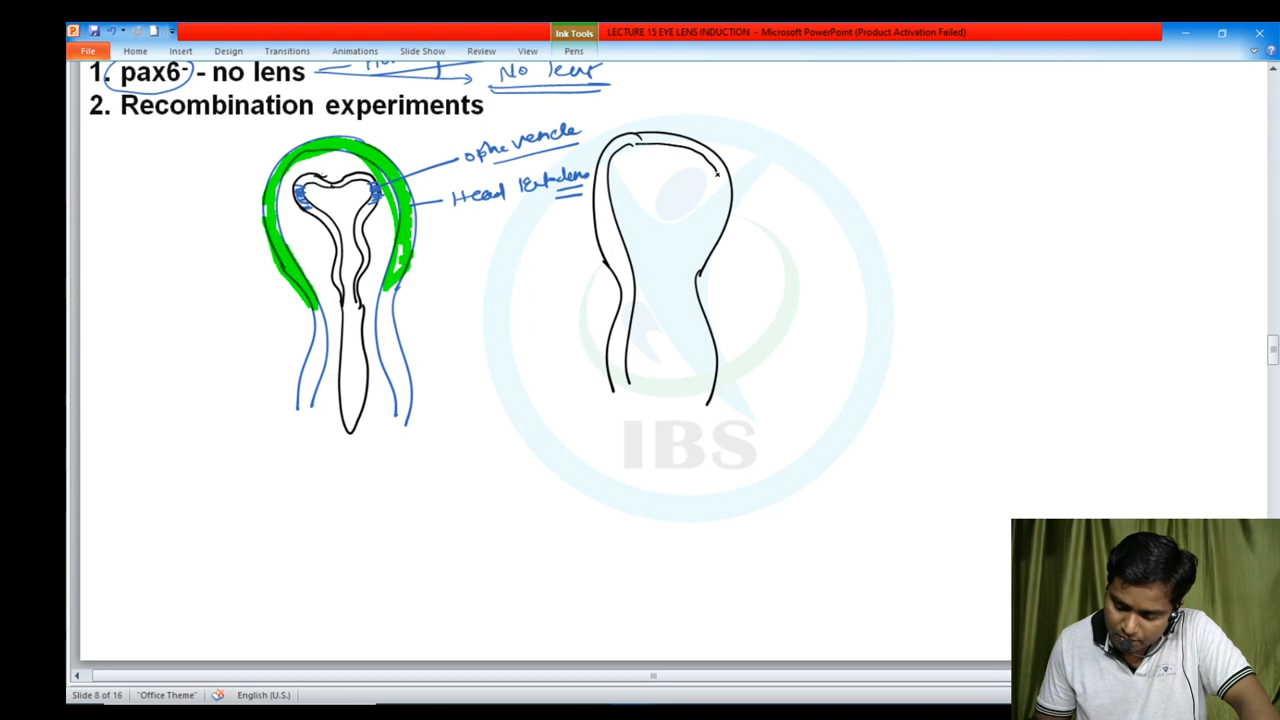 Ink Tools
LECTURE 15 EYE LENS INDUCTION - Microsoft PowerPoint (Product Activation Failed)
File Home Insert Design Transitions Animations Slide Show Review View Pens
1. pax6- - no lens
No lens
2. Recombination experiments
optic vesicle
Head
IBS
Slide 8 of 16 "Office Theme" English (U.S.)